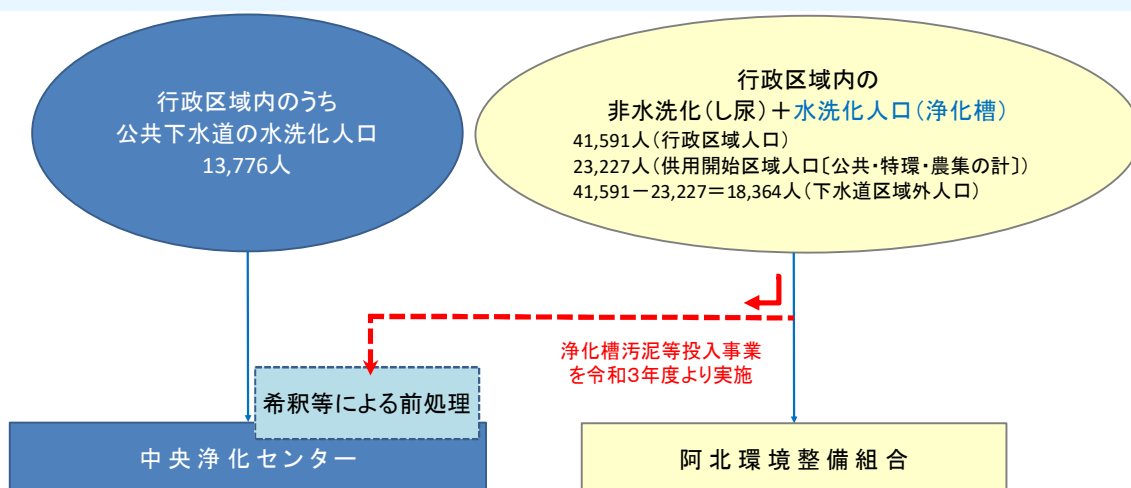 行政区域内のうち
公共下水道の水洗化人口
13,776人
行政区域内の
非水洗化(し尿)＋水洗化人口(浄化槽)
41,591人(行政区域人口)
23,227人(供用開始区域人口〔公共・特環・農集の計〕)
41,591－23,227＝18,364人(下水道区域外人口)
浄化槽汚泥等投入事業
を令和3年度より実施
希釈等による前処理
中央浄化センター
阿北環境整備組合